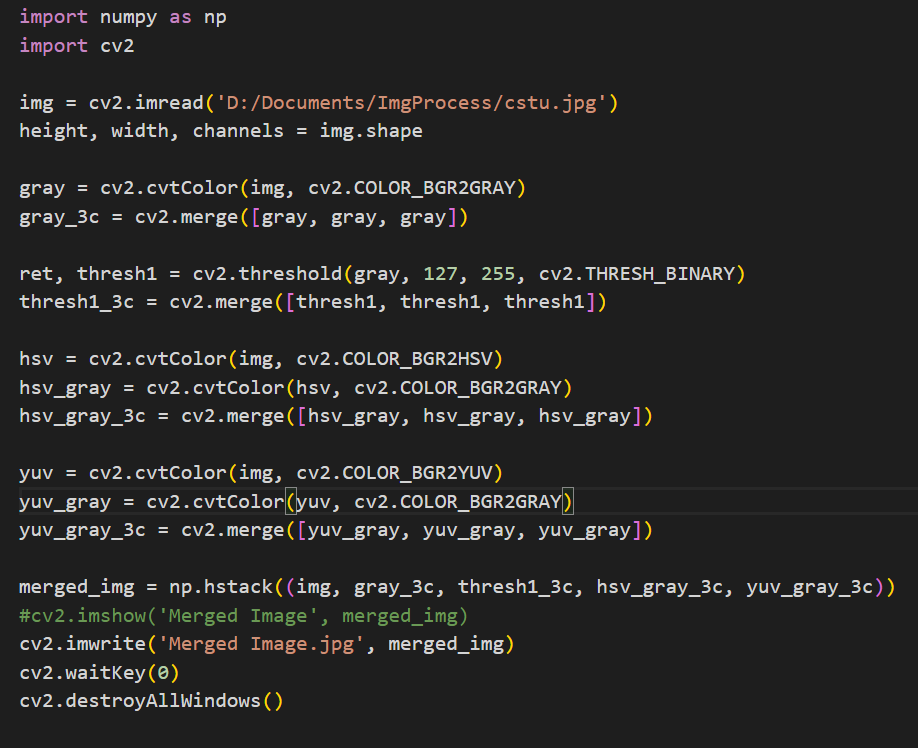 import numpy as np
import cv2
img = cv2.imread('D:/Documents/ImgProcess/cstu.jpg')
height, width, channels = img.shape
gray = cv2.cvtColor(img, cv2.COLOR_BGR2GRAY)
gray_3c = cv2.merge([gray, gray, gray])
ret, thresh1 = cv2.threshold(gray, 127, 255, cv2.THRESH_BINARY)
thresh1_3c = cv2.merge([thresh1, thresh1, thresh1])
hsv = cv2.cvtColor(img, cv2.COLOR_BGR2HSV)
hsv_gray = cv2.cvtColor(hsv, cv2.COLOR_BGR2GRAY)
hsv_gray_3c = cv2.merge([hsv_gray, hsv_gray, hsv_gray])
yuv = cv2.cvtColor(img, cv2.COLOR_BGR2YUV)
yuv_gray = cv2.cvtColor(yuv, cv2.COLOR_BGR2GRAY)
yuv_gray_3c = cv2.merge([yuv_gray, yuv_gray, yuv_gray])
merged_img = np.hstack((img, gray_3c, thresh1_3c, hsv_gray_3c, yuv_gray_3c))
#cv2.imshow('Merged Image', merged_img)
cv2.imwrite('Merged Image.jpg', merged_img)
cv2.waitKey(0)
cv2.destroyAllWindows()